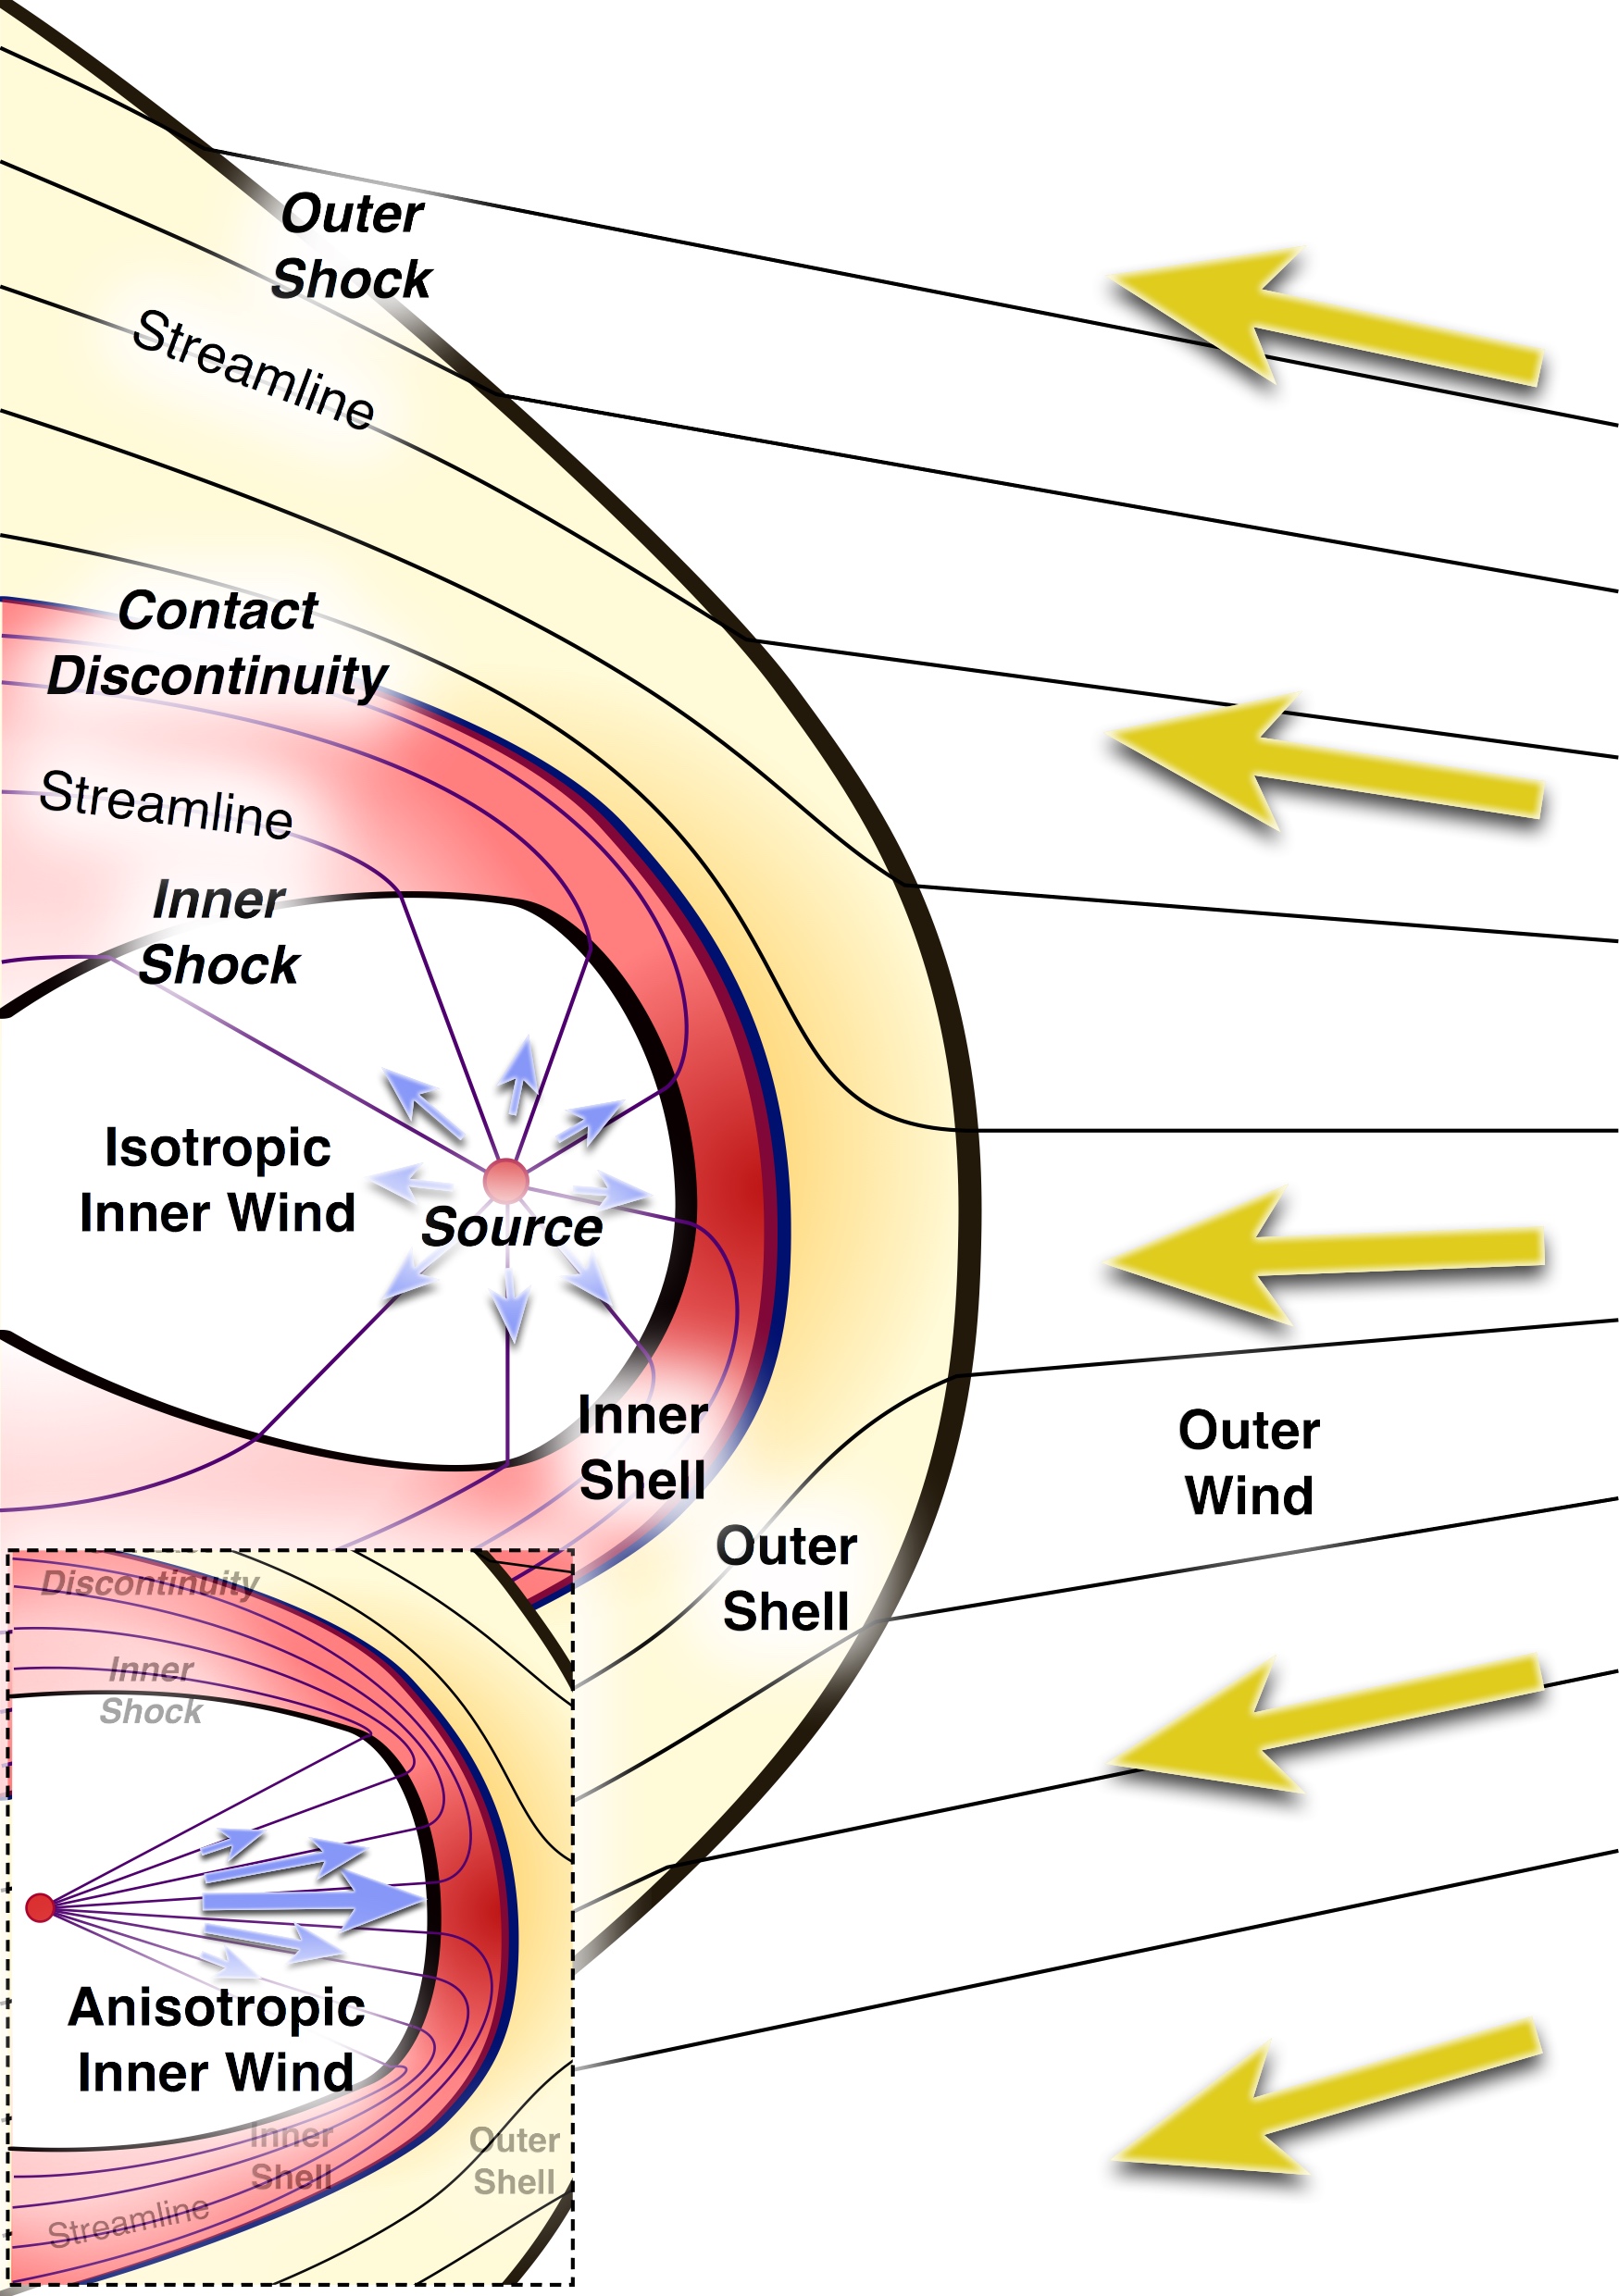 Outer
Shock
Streamline
Contact
Discontinuity
Streamline
Inner
Shock
Isotropic
Inner Wind
Source
Inner
Shell
Outer
Wind
Outer
Shell
Discontinuity
Inner
Shock
Anisotropic
Inner Wind
Inner
Shell
Outer
Shell
Streamline